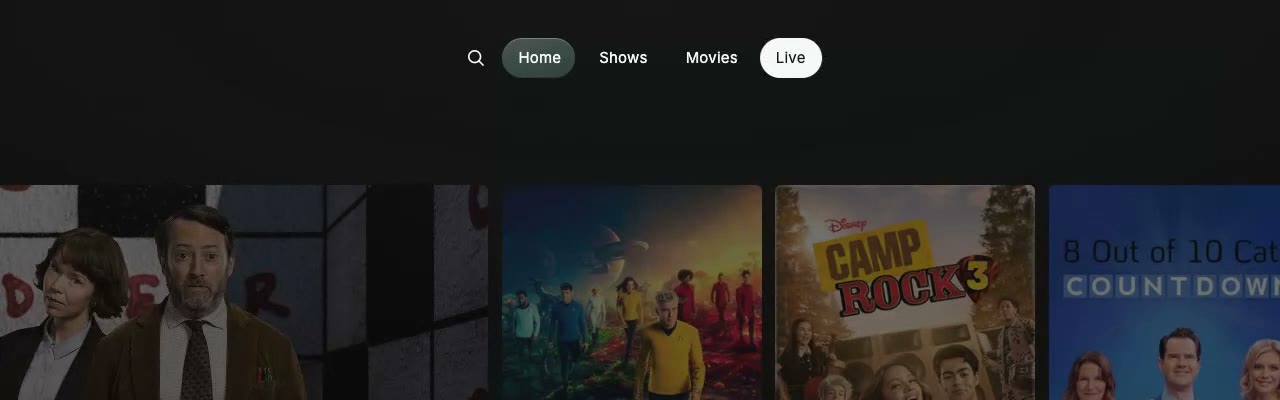 Home Shows Movies Live
Disney
CAMP
ROCK 3
8 Out of 10 Cat
COUNTDOWN